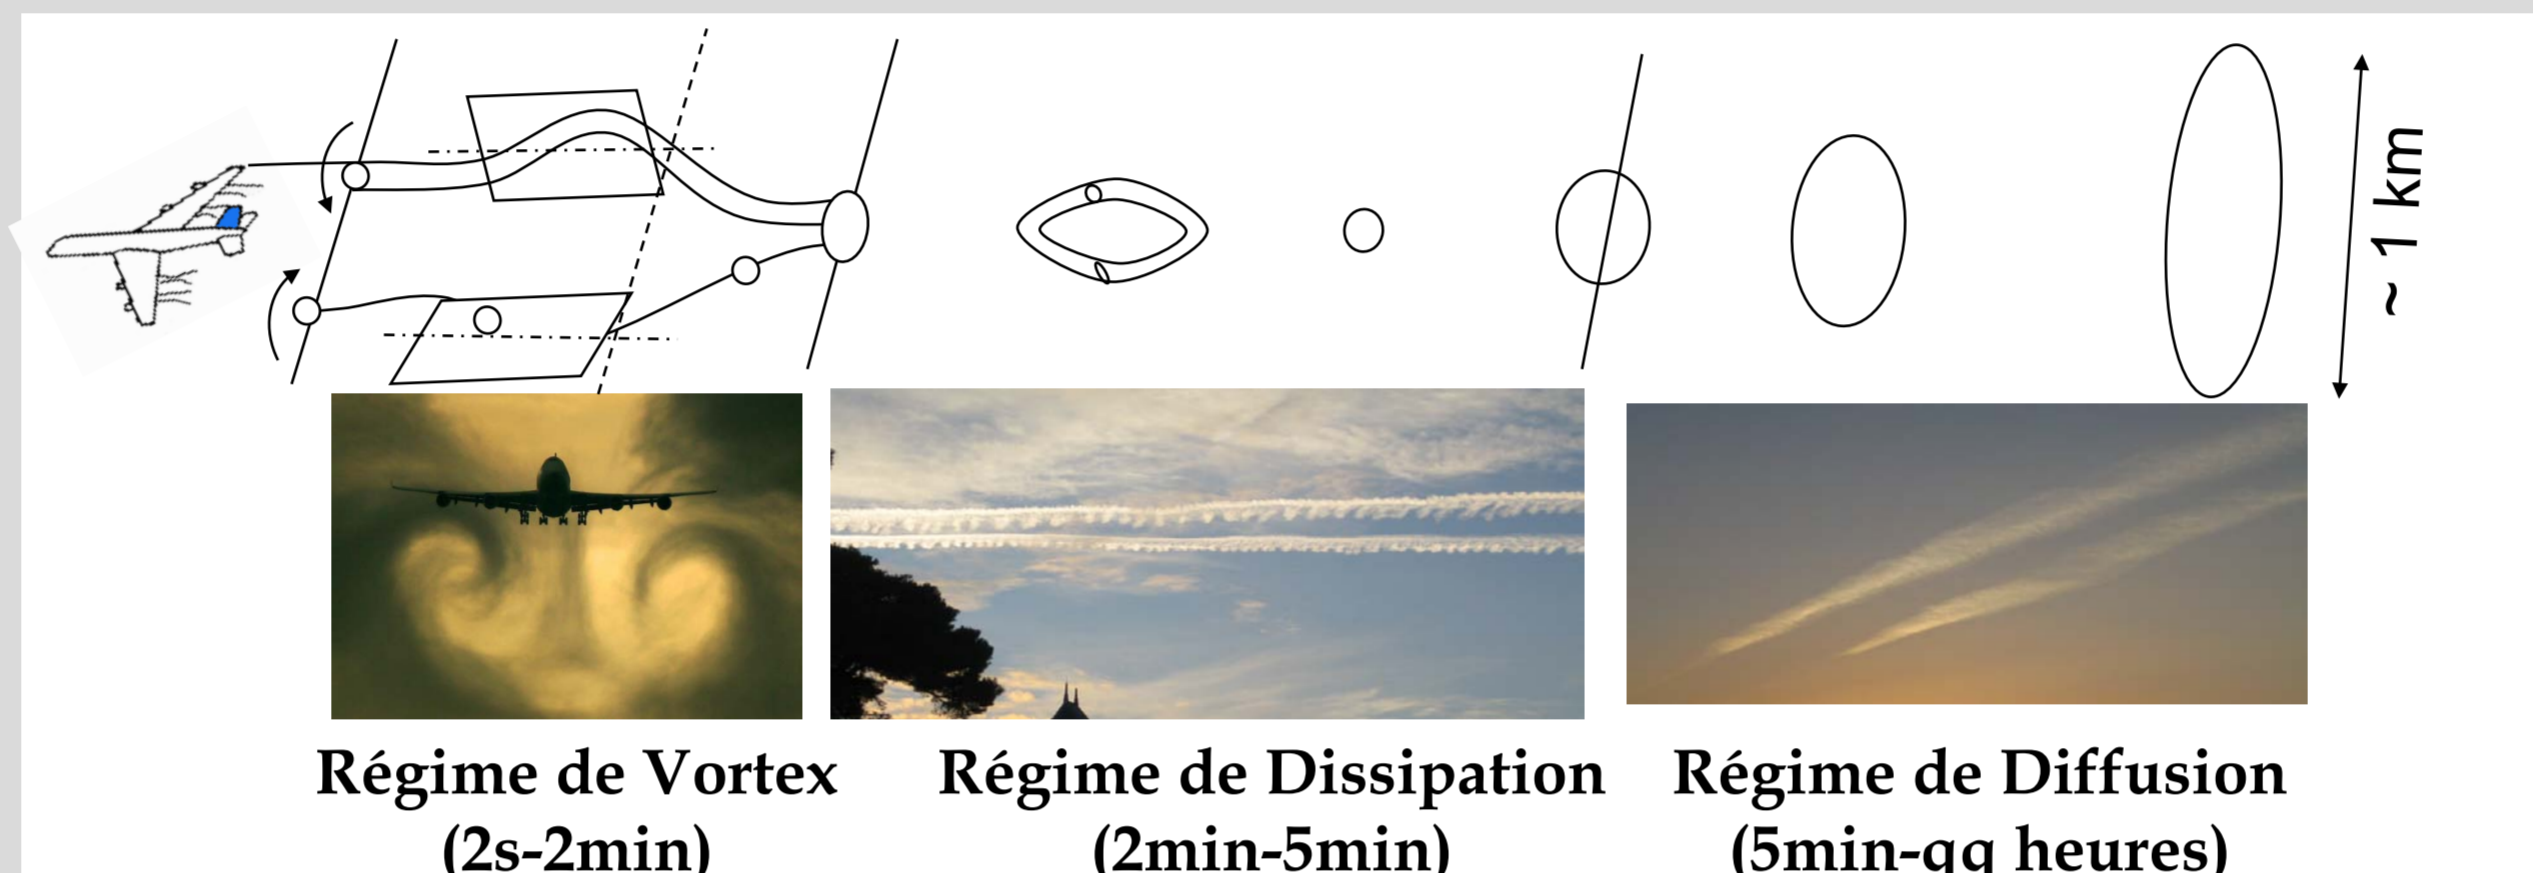 ~ 1 km
Régime de Vortex
(2s-2min)
Régime de Dissipation
(2min-5min)
Régime de Diffusion
(5min-qq heures)